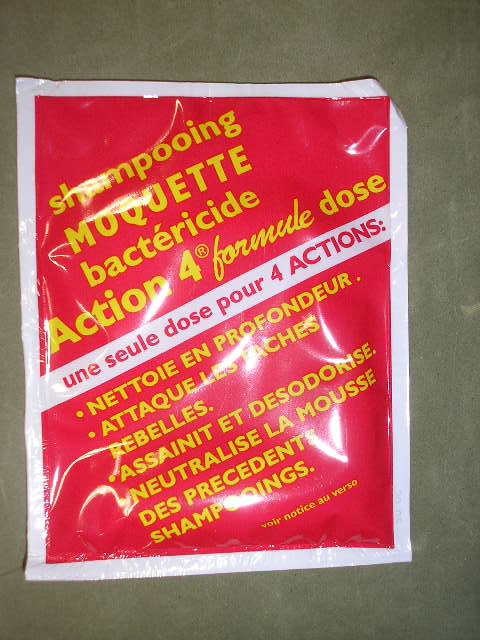 shampooing
MOQUETTE
bactéricide
Action 4® formule dose
une seule dose pour 4 ACTIONS:
• NETTOIE EN PROFONDEUR.
• ATTAQUE LES TACHES
REBELLES.
• ASSAINIT ET DESODORISE.
NEUTRALISE LA MOUSSE
DES PRECEDENTS
SHAMPOOINGS.
voir notice au verso